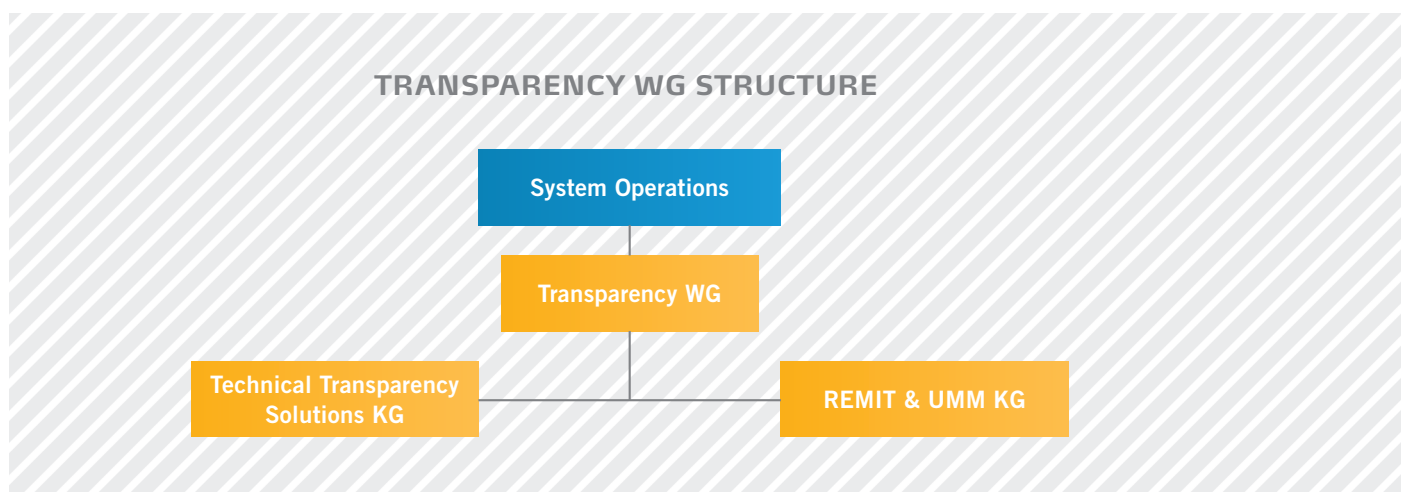 TRANSPARENCY WG STRUCTURE
System Operations
Transparency WG
Technical Transparency
Solutions KG
REMIT & UMM KG